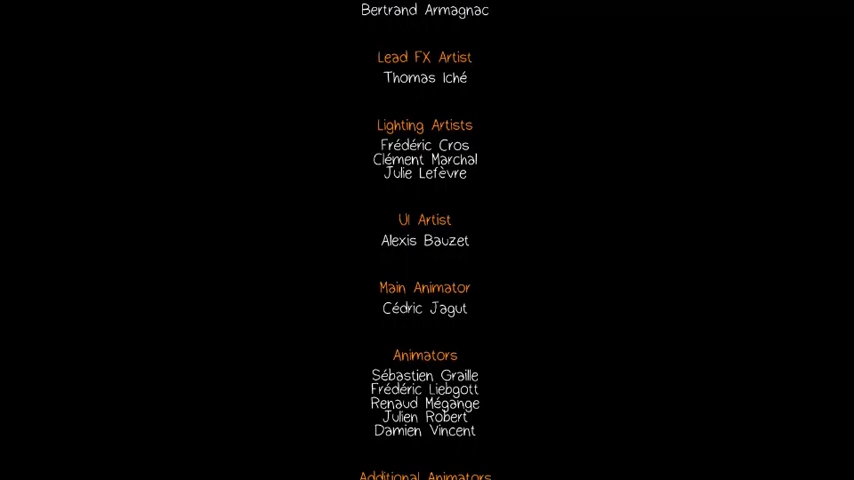 Bertrand Armagnac
Lead FX Artist
Thomas Iché
Lighting Artists
Frédéric Cros
Clément Marchal
Julie Lefèvre
UI Artist
Alexis Bauzet
Main Animator
Cédric Jagut
Animators
Sébastien Graille
Frédéric Liebgott
Renaud Mégange
Julien Robert
Damien Vincent
Additional Animators